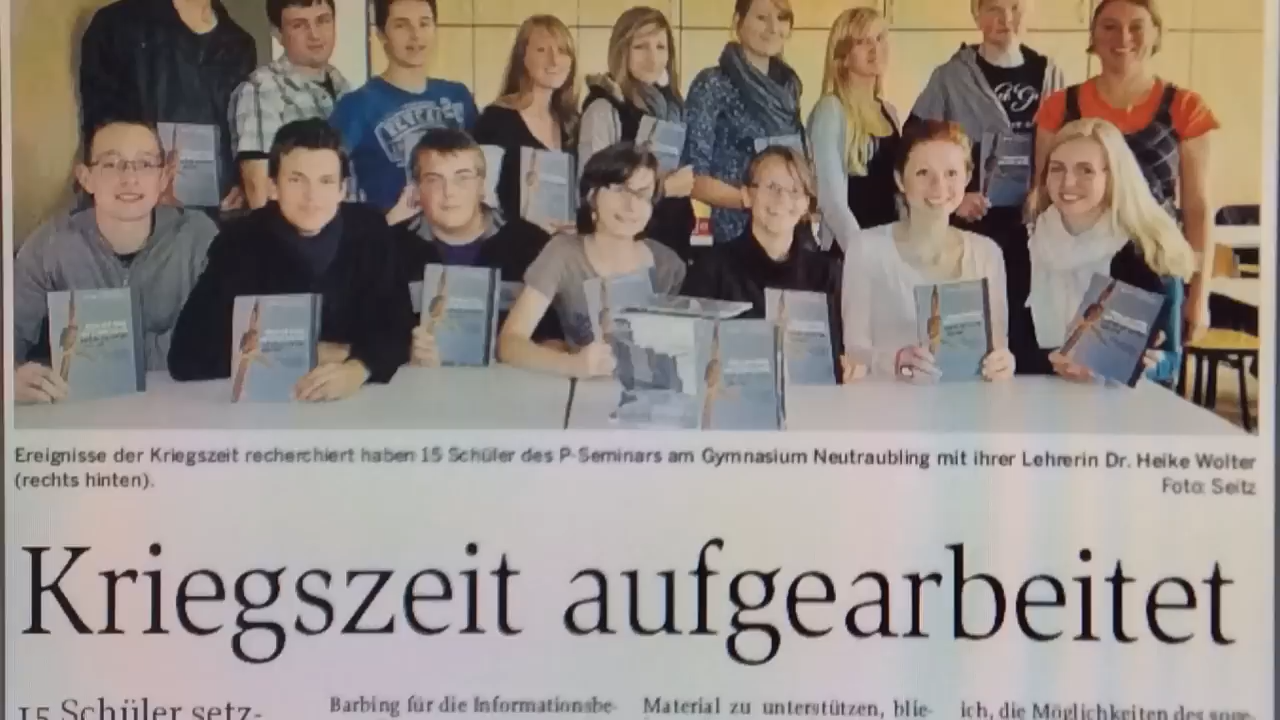 Ereignisse der Kriegszeit recherchiert haben 15 Schüler des P-Seminars am Gymnasium Neutraubling mit ihrer Lehrerin Dr. Heike Wolter
(rechts hinten). Foto: Seitz
Kriegszeit aufgearbeitet
15 Schüler setz-
Barbing für die Informationsbe-
Material zu unterstützen, blie-
ich, die Möglichkeiten des